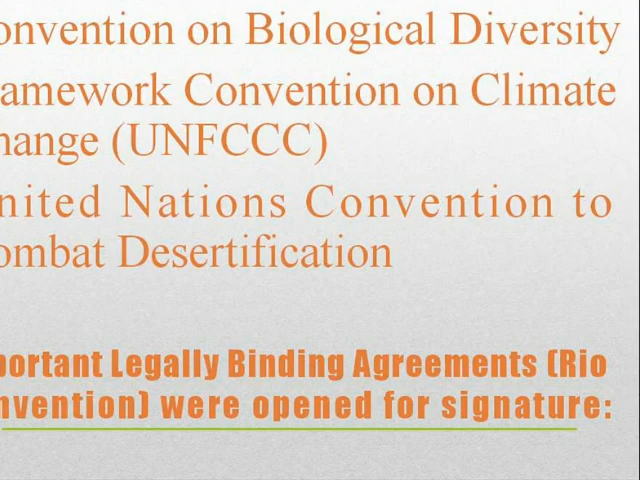 onvention on Biological Diversity
amework Convention on Climate
hange (UNFCCC)
nited Nations Convention to
ombat Desertification
portant Legally Binding Agreements (Rio
nvention) were opened for signature: